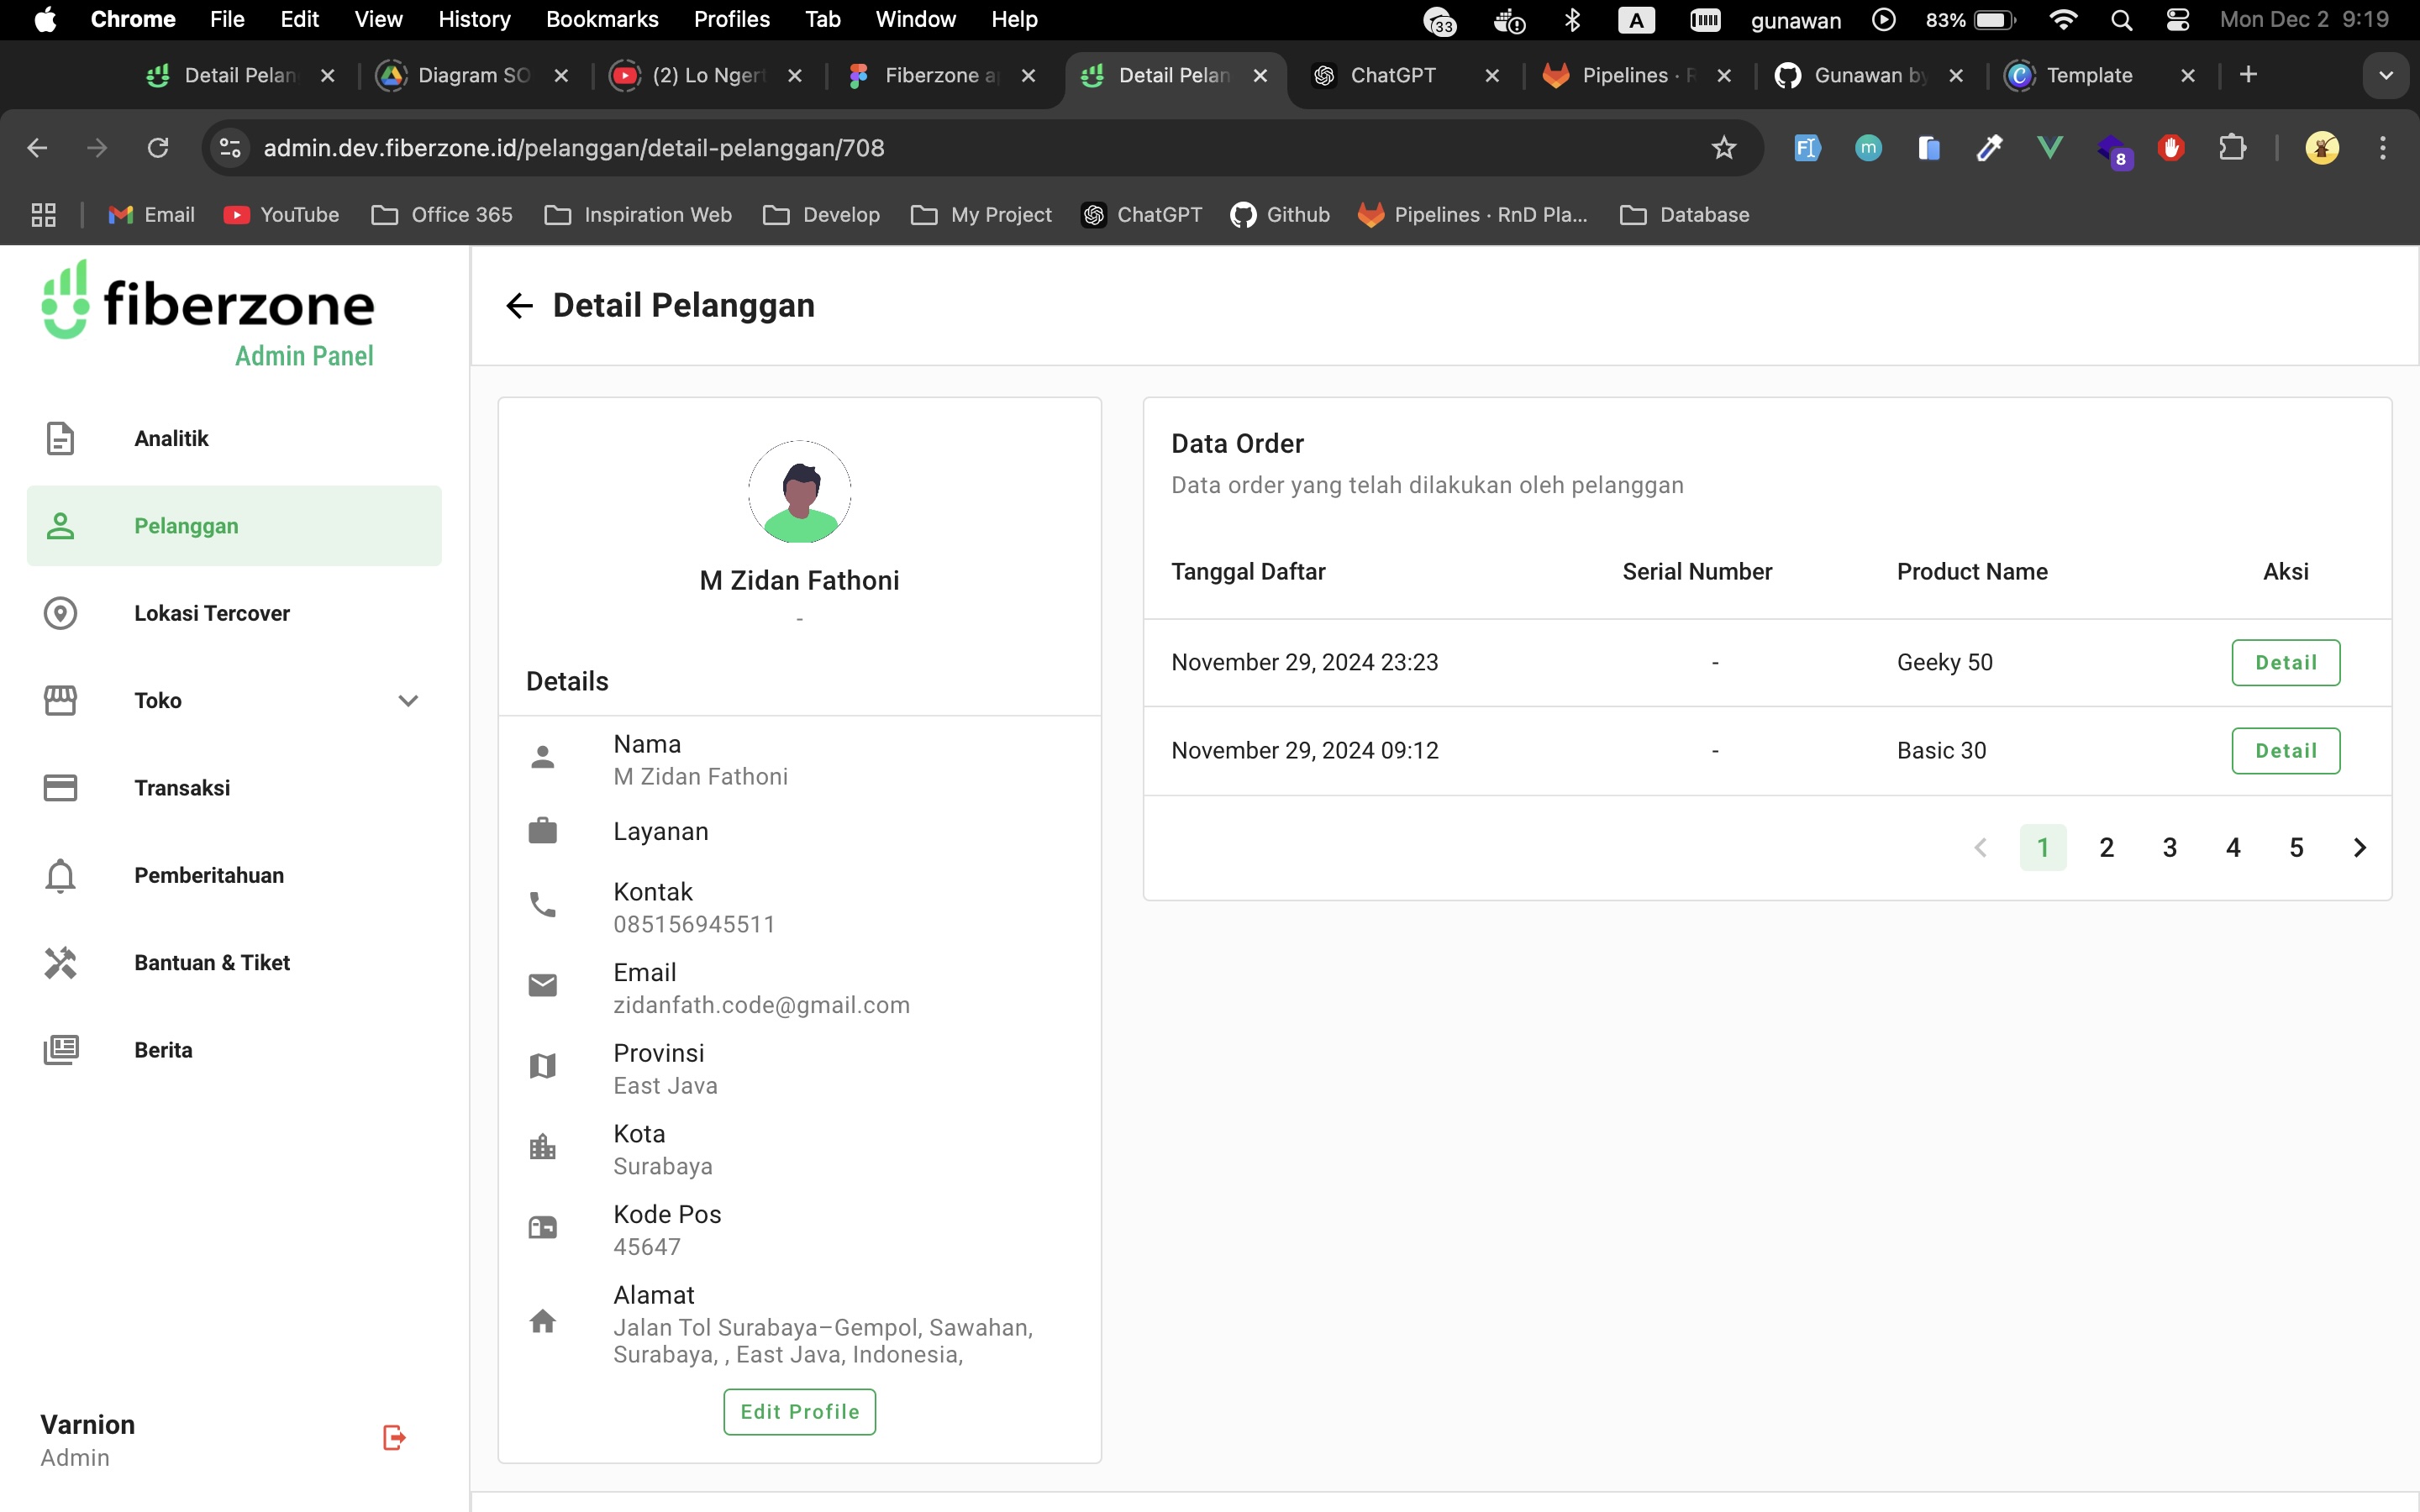 Chrome File Edit View History Bookmarks Profiles Tab Window Help 33 A gunawan 83% Mon Dec 2 9:19
Detail Pelan Diagram SO (2) Lo Ngert Fiberzone a Detail Pelan ChatGPT Pipelines · R Gunawan by Template
admin.dev.fiberzone.id/pelanggan/detail-pelanggan/708 m 8
Email YouTube Office 365 Inspiration Web Develop My Project ChatGPT Github Pipelines · RnD Pla... Database
fiberzone
Admin Panel
Analitik
Pelanggan
Lokasi Tercover
Toko
Transaksi
Pemberitahuan
Bantuan & Tiket
Berita
Varnion
Admin
Detail Pelanggan
M Zidan Fathoni
-
Details
Nama
M Zidan Fathoni
Layanan
Kontak
085156945511
Email
zidanfath.code@gmail.com
Provinsi
East Java
Kota
Surabaya
Kode Pos
45647
Alamat
Jalan Tol Surabaya–Gempol, Sawahan,
Surabaya, , East Java, Indonesia,
Edit Profile
Data Order
Data order yang telah dilakukan oleh pelanggan
Tanggal Daftar Serial Number Product Name Aksi
November 29, 2024 23:23 - Geeky 50 Detail
November 29, 2024 09:12 - Basic 30 Detail
1 2 3 4 5